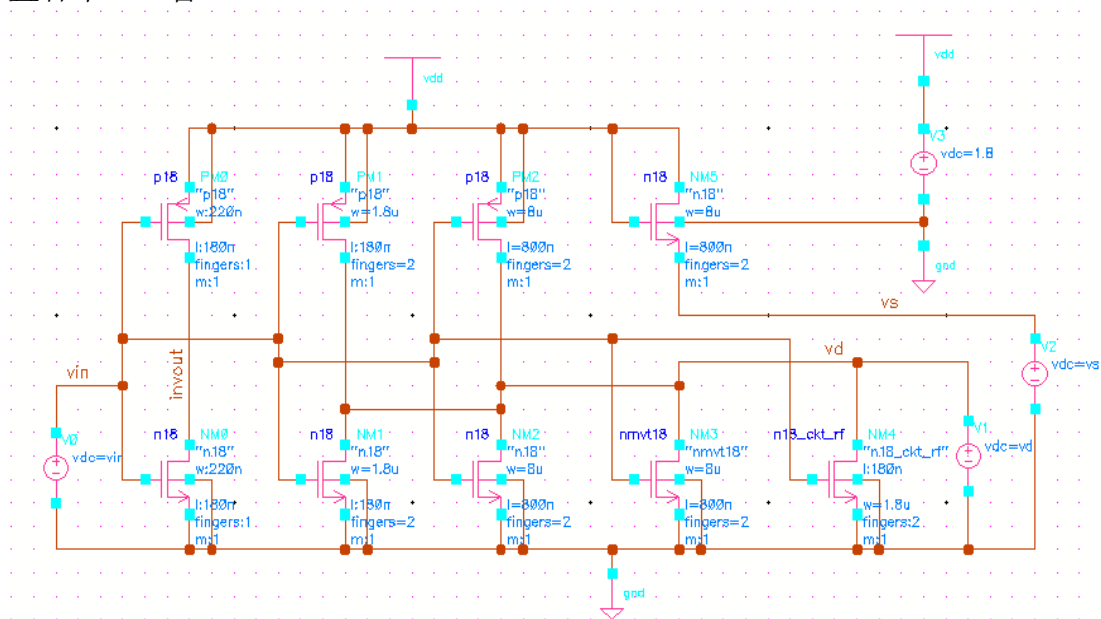 vdd
vdd
V3
vdc=1.8
gnd
p18 PM0
"p18"
w:220n
l:180n
fingers:1
m:1
p18 PM1
"p18"
w=1.8u
l:180n
fingers=2
m:1
p18 PM2
"p18"
w=8u
l=800n
fingers=2
m:1
n18 NM5
"n18"
w=8u
l=800n
fingers=2
m:1
vs
vd
V2
vdc=vs
vin
invout
V0
vdc=vin
n18 NM0
"n18"
w:220n
l:180n
fingers:1
m:1
n18 NM1
"n18"
w=1.8u
l:180n
fingers=2
m:1
n18 NM2
"n18"
w=8u
l=800n
fingers=2
m:1
nmvt18 NM3
"nmvt18"
w=8u
l=800n
fingers=2
m:1
n18_ckt_rf NM4
"n18_ckt_rf"
l:180n
w=1.8u
fingers:2
m:1
V1
vdc=vd
gnd